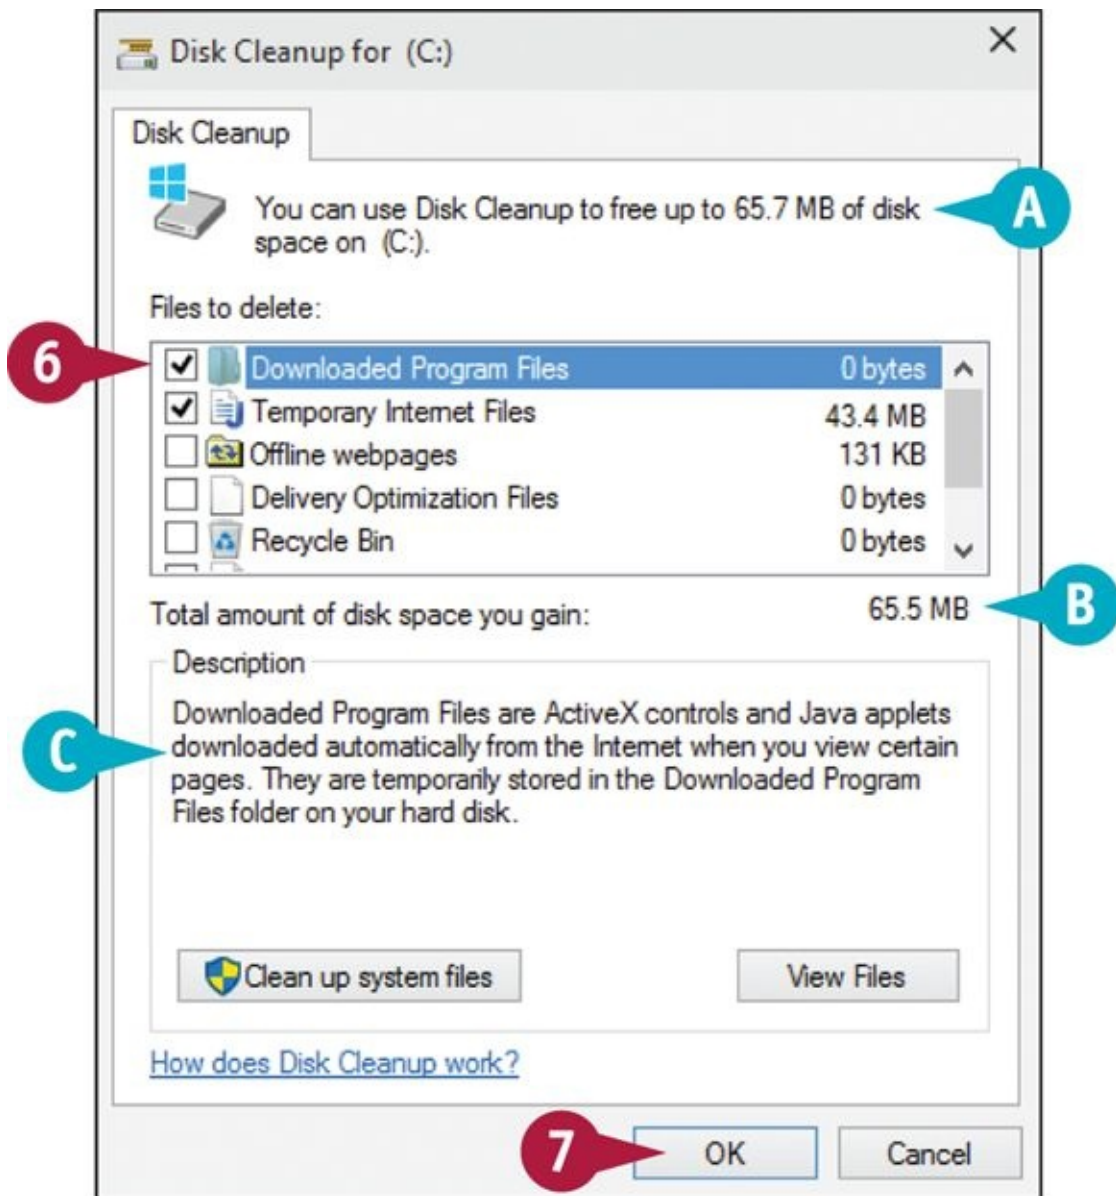 Disk Cleanup for (C:)
Disk Cleanup
You can use Disk Cleanup to free up to 65.7 MB of disk
space on (C:).
A
Files to delete:
6
Downloaded Program Files 0 bytes
Temporary Internet Files 43.4 MB
Offline webpages 131 KB
Delivery Optimization Files 0 bytes
Recycle Bin 0 bytes
Total amount of disk space you gain: 65.5 MB
B
Description
Downloaded Program Files are ActiveX controls and Java applets
downloaded automatically from the Internet when you view certain
pages. They are temporarily stored in the Downloaded Program
Files folder on your hard disk.
C
Clean up system files
View Files
How does Disk Cleanup work?
7
OK
Cancel